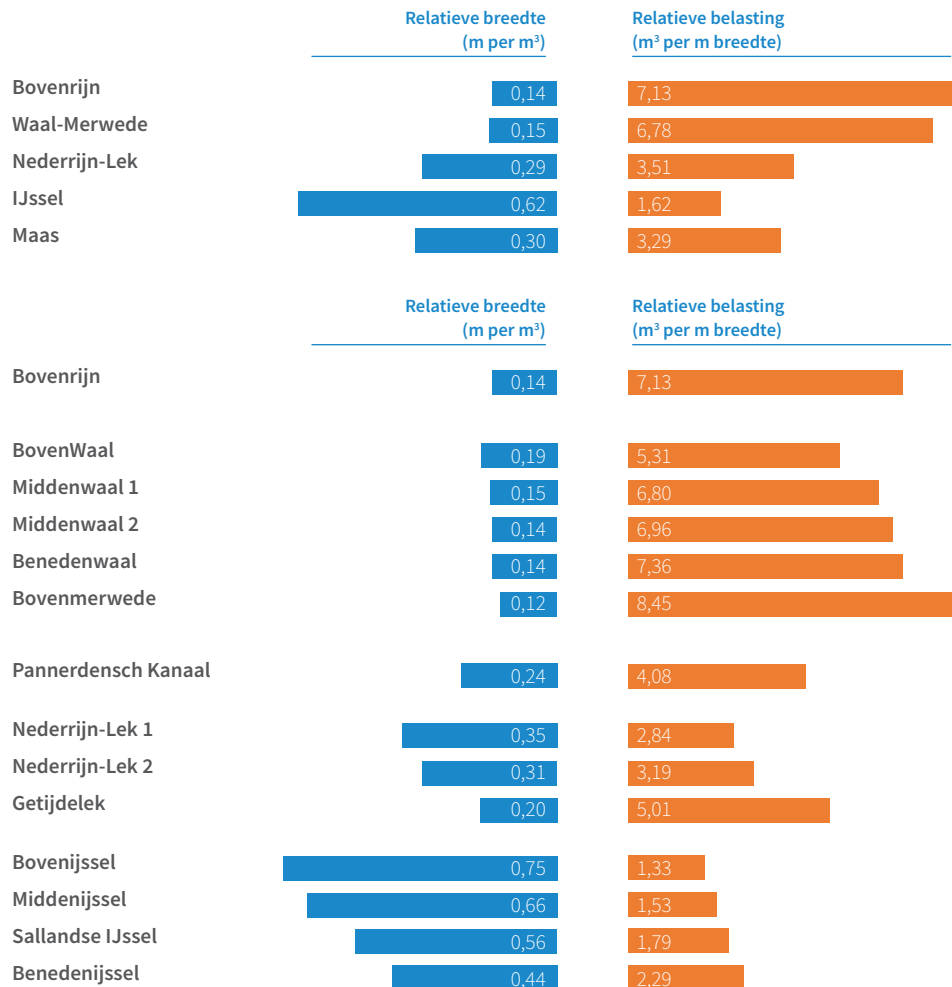 Relatieve breedte Relatieve belasting
(m per m³) (m³ per m breedte)
Bovenrijn 0,14 7,13
Waal-Merwede 0,15 6,78
Nederrijn-Lek 0,29 3,51
IJssel 0,62 1,62
Maas 0,30 3,29
Relatieve breedte Relatieve belasting
(m per m³) (m³ per m breedte)
Bovenrijn 0,14 7,13
BovenWaal 0,19 5,31
Middenwaal 1 0,15 6,80
Middenwaal 2 0,14 6,96
Benedenwaal 0,14 7,36
Bovenmerwede 0,12 8,45
Pannerdensch Kanaal 0,24 4,08
Nederrijn-Lek 1 0,35 2,84
Nederrijn-Lek 2 0,31 3,19
Getijdelek 0,20 5,01
Bovenijssel 0,75 1,33
Middenijssel 0,66 1,53
Sallandse IJssel 0,56 1,79
Benedenijssel 0,44 2,29